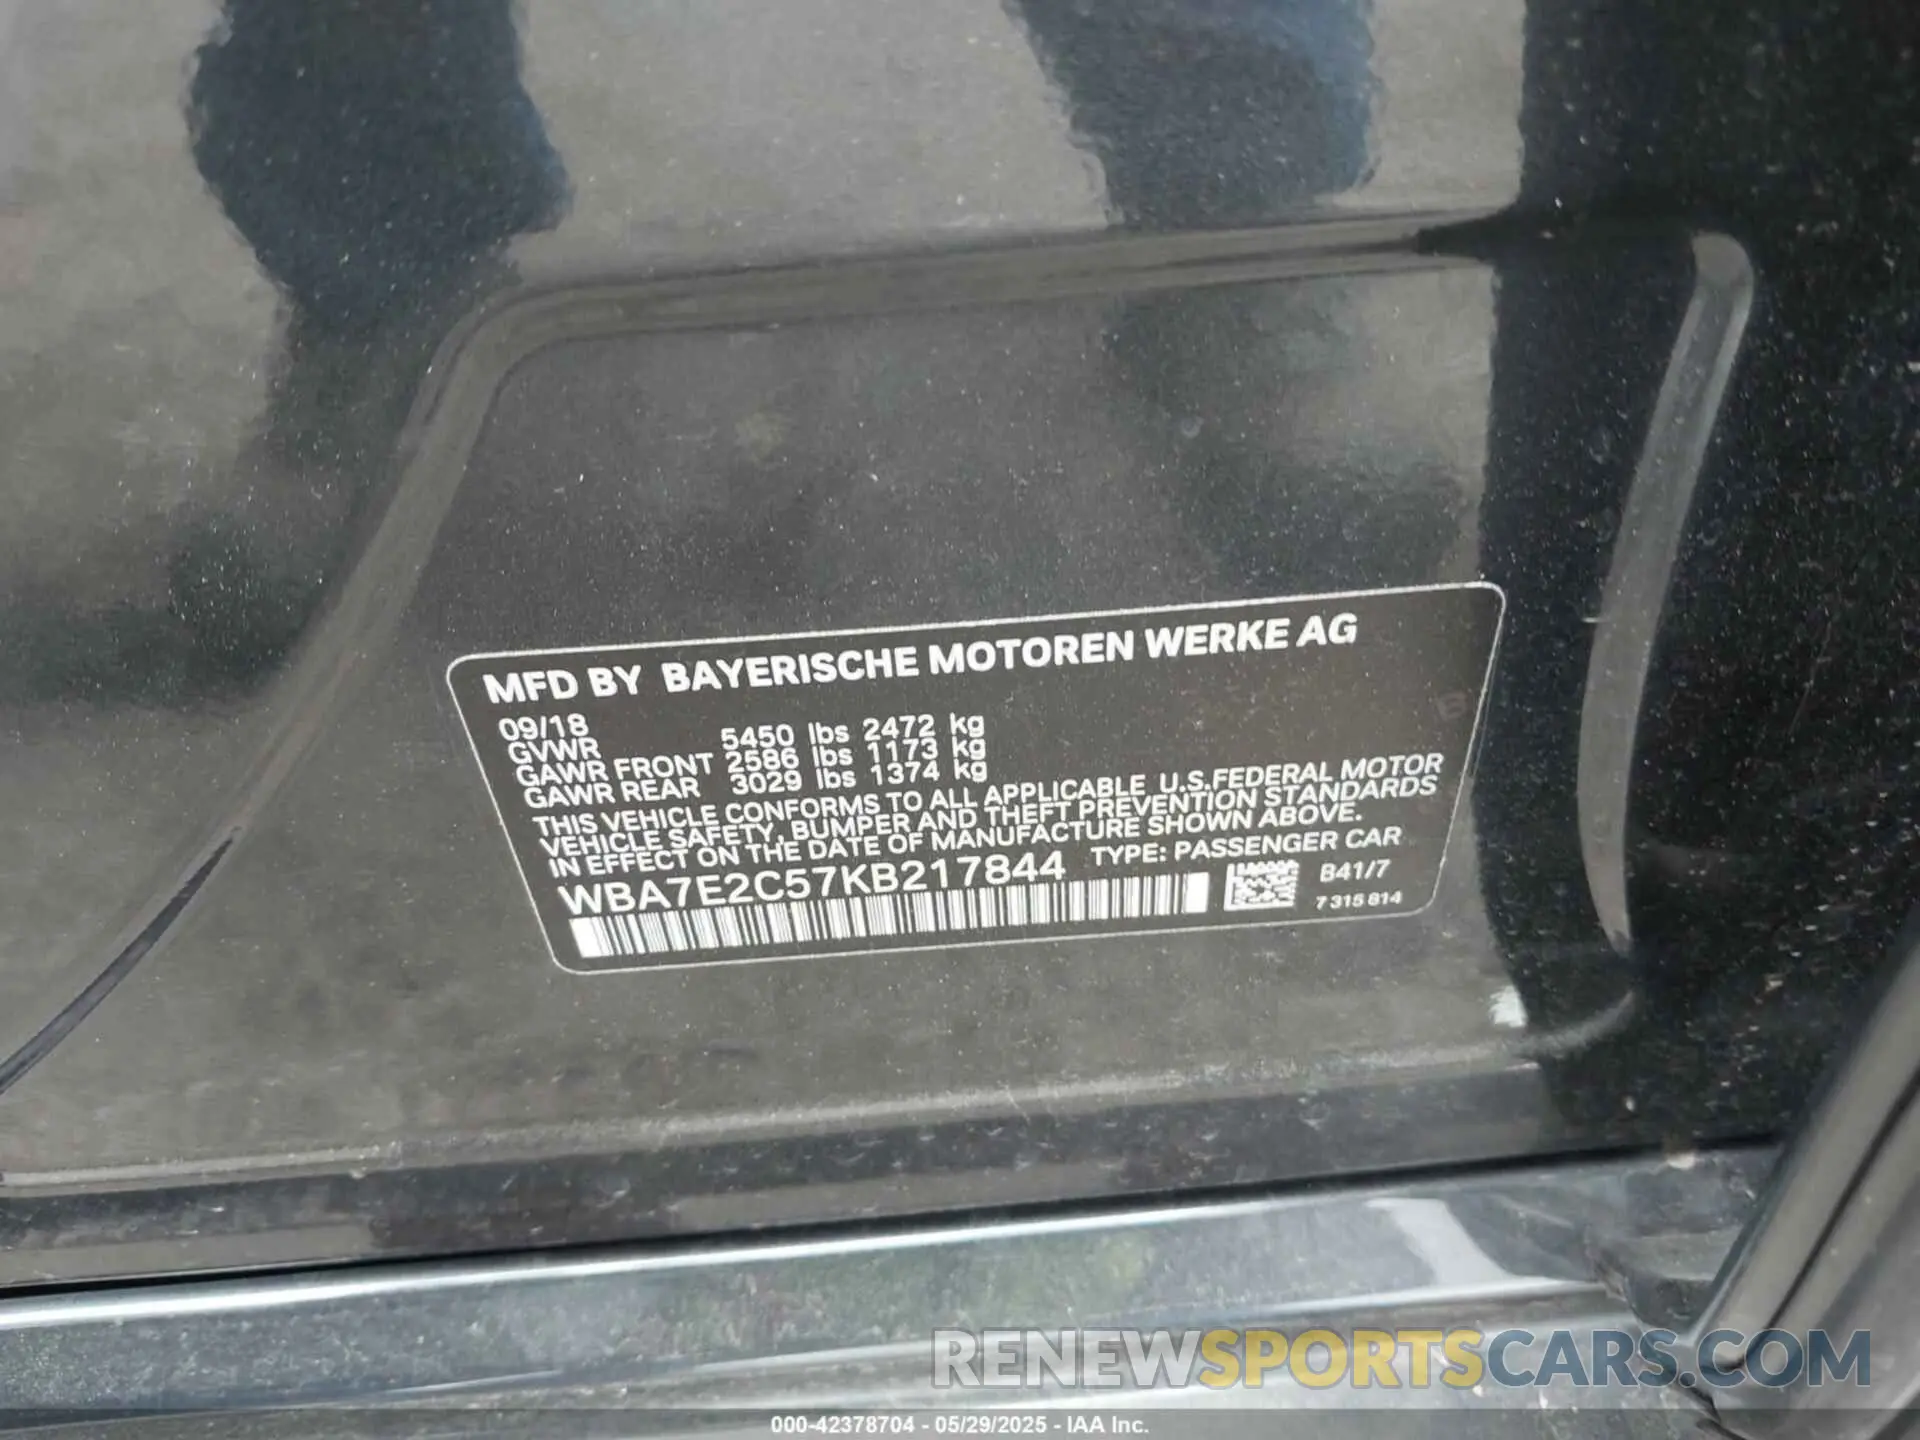 MFD BY BAYERISCHE MOTOREN WERKE AG
09/18
GVWR 5450 lbs 2472 kg
GAWR FRONT 2586 lbs 1173 kg
GAWR REAR 3029 lbs 1374 kg
THIS VEHICLE CONFORMS TO ALL APPLICABLE U.S.FEDERAL MOTOR
VEHICLE SAFETY, BUMPER AND THEFT PREVENTION STANDARDS
IN EFFECT ON THE DATE OF MANUFACTURE SHOWN ABOVE.
WBA7E2C57KB217844 TYPE: PASSENGER CAR
B41/7
7 315 814
RENEWSPORTSCARS.COM
000-42378704 - 05/29/2025 - IAA Inc.